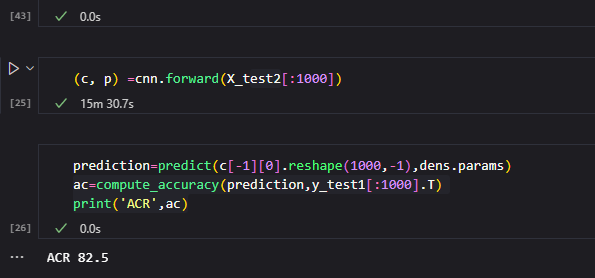 [43] ✓ 0.0s
(c, p) =cnn.forward(X_test2[:1000])
[25] ✓ 15m 30.7s
prediction=predict(c[-1][0].reshape(1000,-1),dens.params)
ac=compute_accuracy(prediction,y_test1[:1000].T)
print('ACR',ac)
[26] ✓ 0.0s
... ACR 82.5